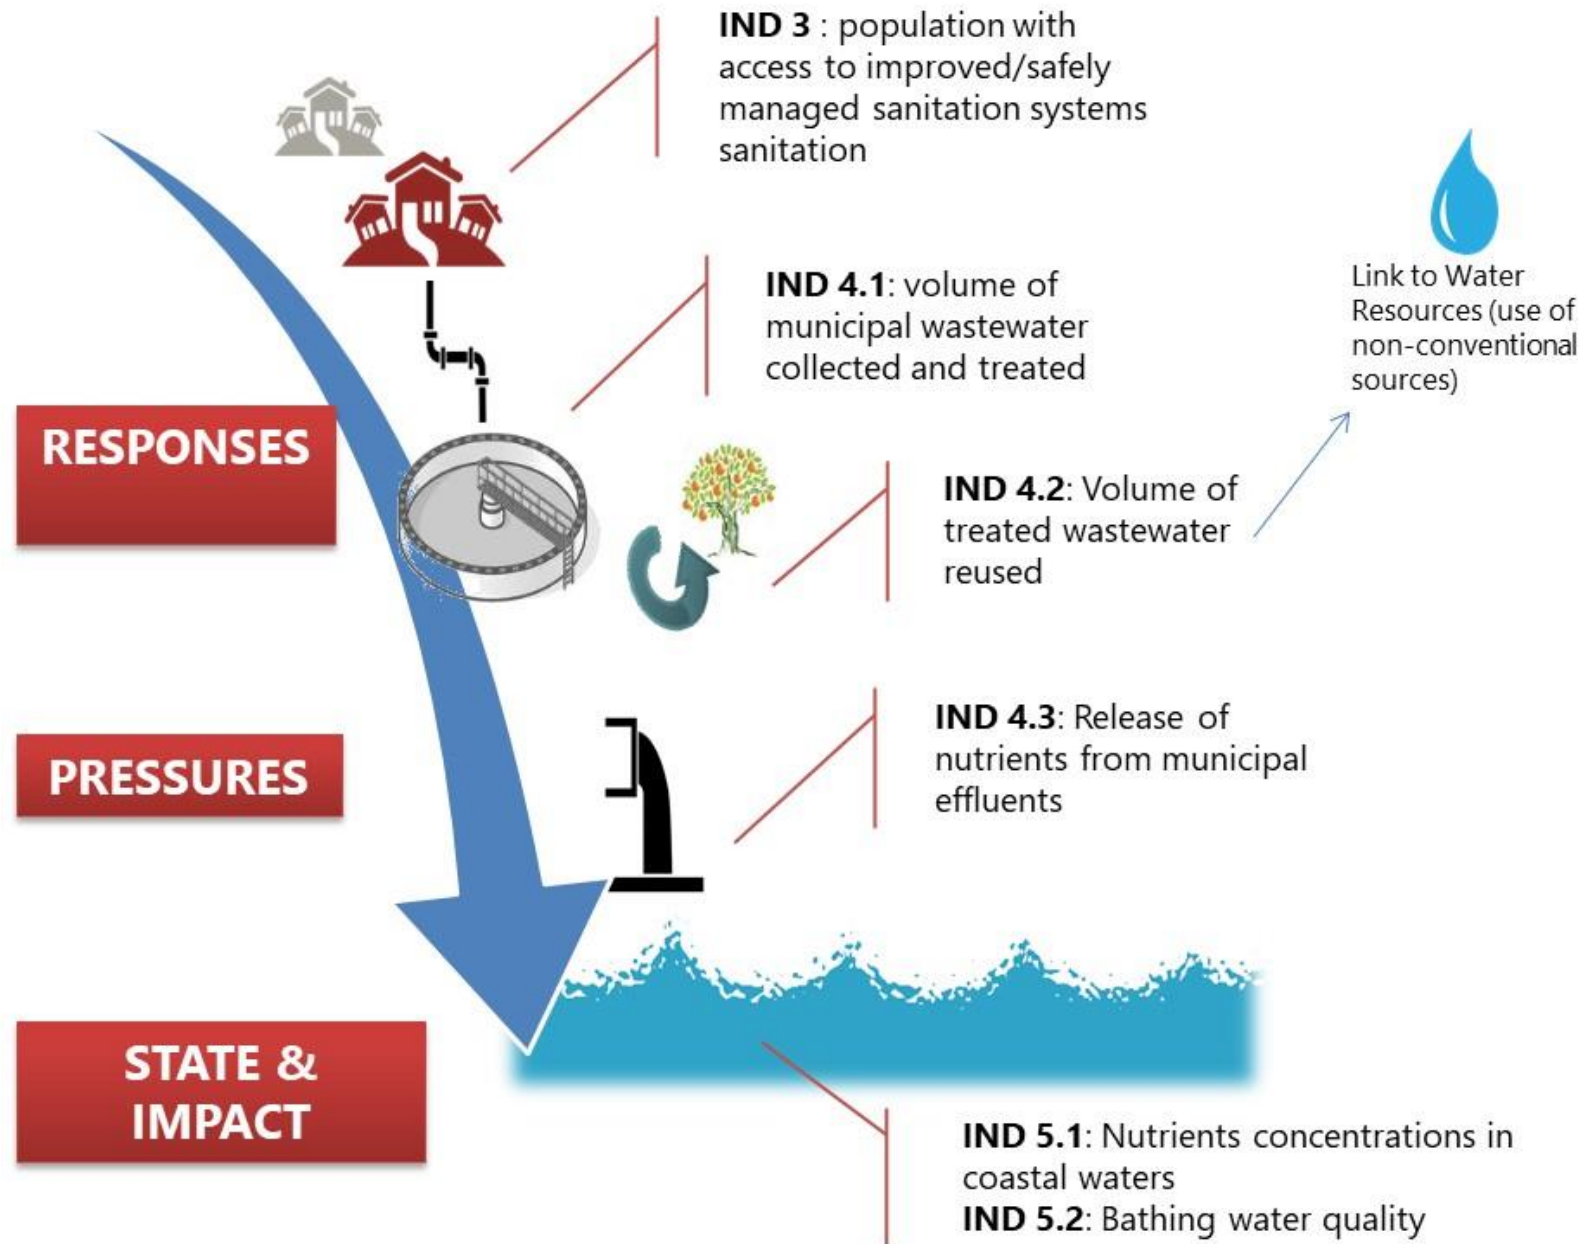 IND 3 : population with
access to improved/safely
managed sanitation systems
sanitation
Link to Water
Resources (use of
non-conventional
sources)
IND 4.1: volume of
municipal wastewater
collected and treated
RESPONSES
IND 4.2: Volume of
treated wastewater
reused
PRESSURES
IND 4.3: Release of
nutrients from municipal
effluents
STATE &
IMPACT
IND 5.1: Nutrients concentrations in
coastal waters
IND 5.2: Bathing water quality